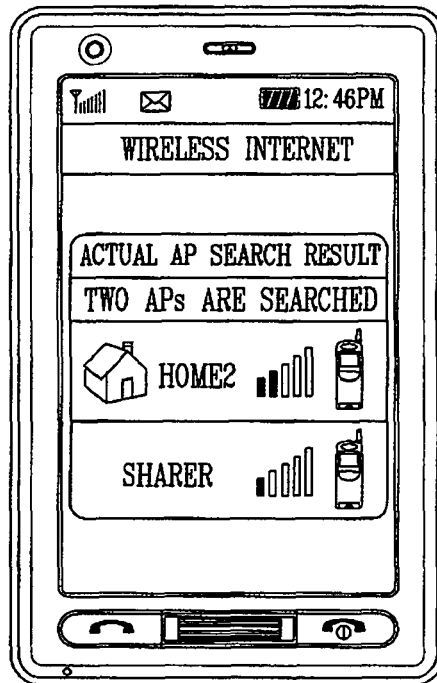 12:46PM
WIRELESS INTERNET
ACTUAL AP SEARCH RESULT
TWO APs ARE SEARCHED
HOME2
SHARER